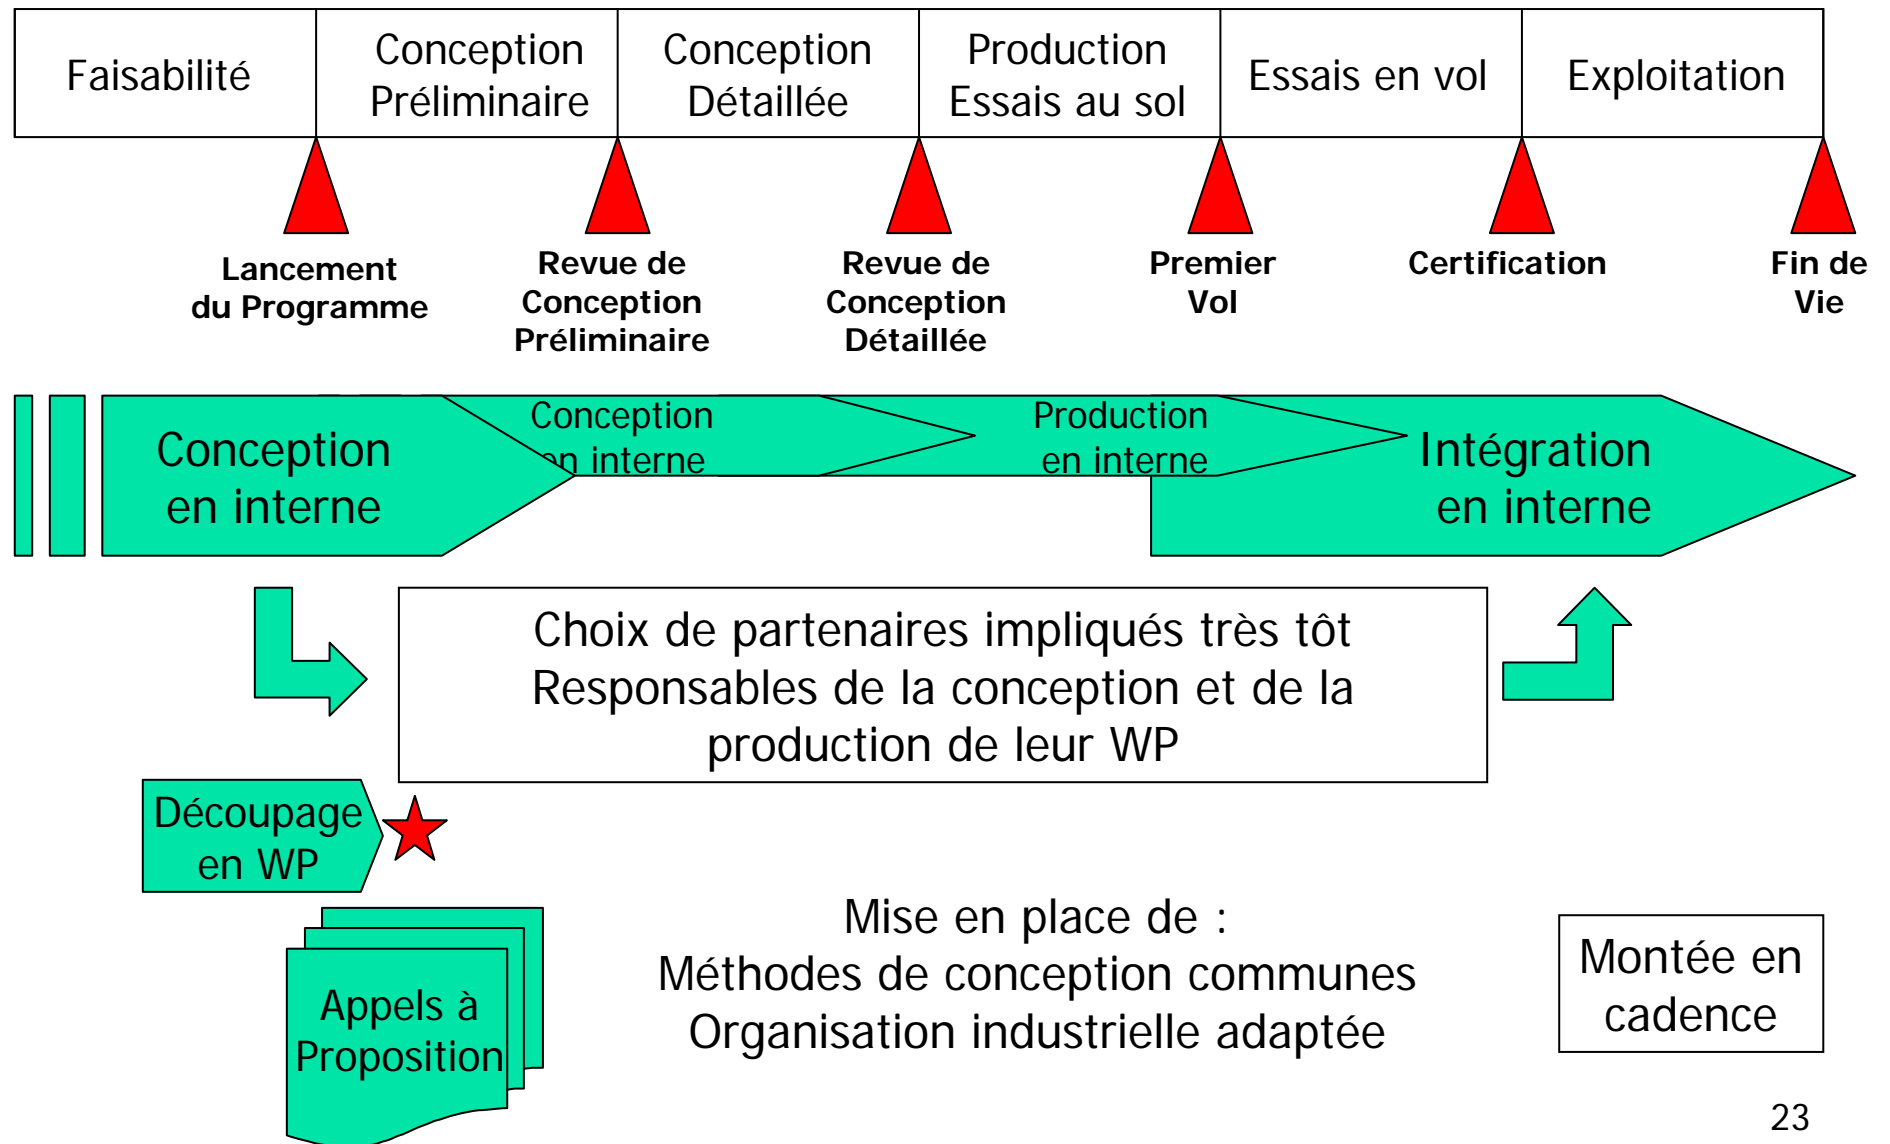 Faisabilité
Conception
Préliminaire
Conception
Détaillée
Production
Essais au sol
Essais en vol
Exploitation
Lancement
du Programme
Revue de
Conception
Préliminaire
Revue de
Conception
Détaillée
Premier
Vol
Certification
Fin de
Vie
Conception
en interne
Conception
en interne
Production
en interne
Intégration
en interne
Choix de partenaires impliqués très tôt
Responsables de la conception et de la
production de leur WP
Découpage
en WP
Appels à
Proposition
Mise en place de :
Méthodes de conception communes
Organisation industrielle adaptée
Montée en
cadence
23